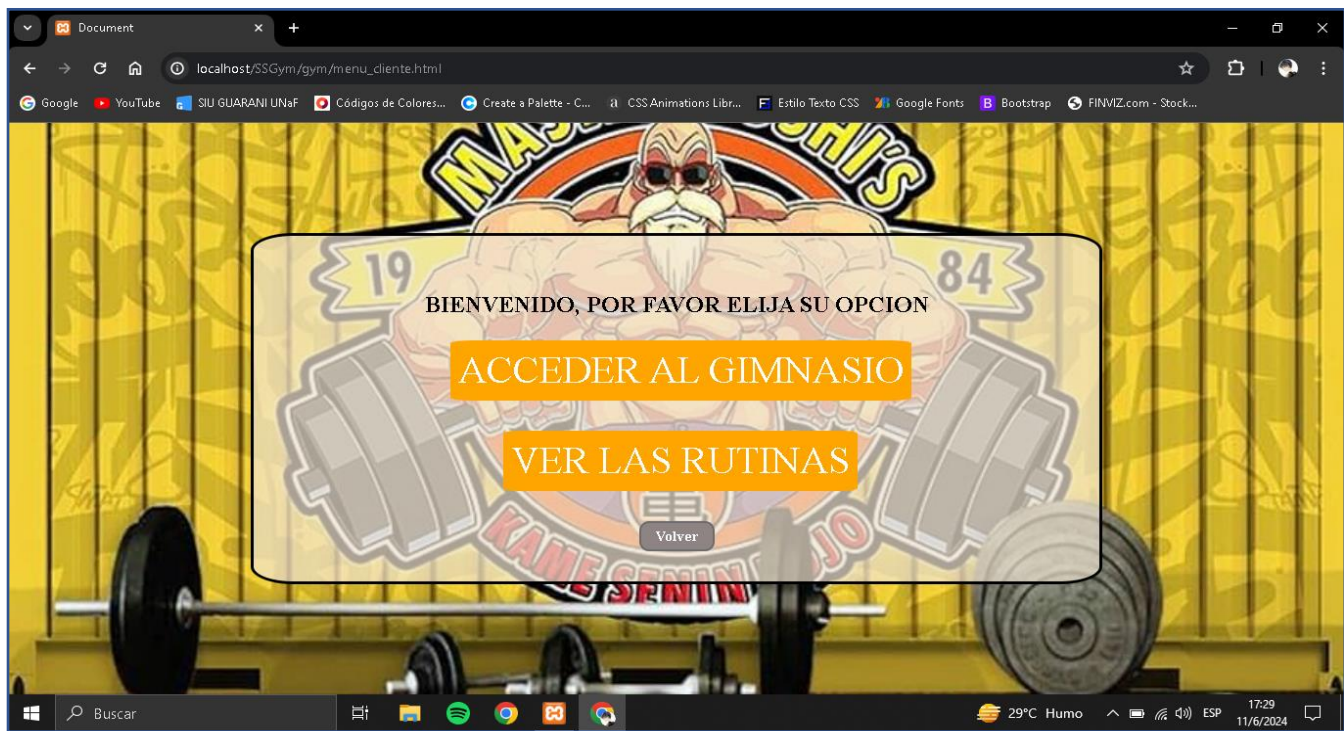 Document
localhost/SSGym/gym/menu_cliente.html
Google YouTube SIU GUARANI UNaF Códigos de Colores... Create a Palette - C... CSS Animations Libr... Estilo Texto CSS Google Fonts Bootstrap FINVIZ.com - Stock...
19 84
BIENVENIDO, POR FAVOR ELIJA SU OPCION
ACCEDER AL GIMNASIO
VER LAS RUTINAS
Volver
KAME SENIN
Buscar
29°C Humo ESP 17:29
11/6/2024